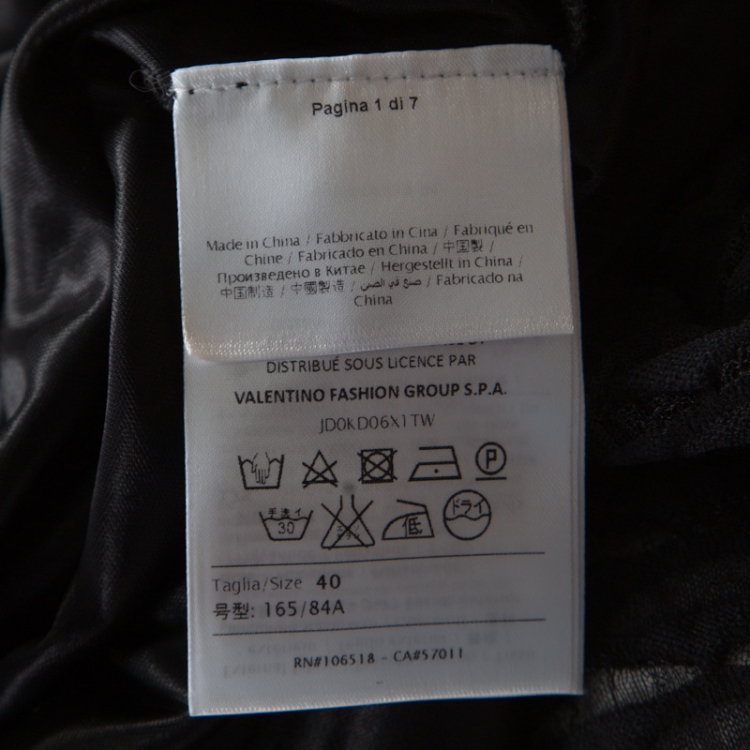 Pagina 1 di 7
Made in China / Fabbricato in Cina / Fabriqué en
Chine / Fabricado en China / 中国製 /
Произведено в Китае / Hergestellt in China /
中国制造 / 中國製造 / صنع في الصين / Fabricado na
China
DISTRIBUÉ SOUS LICENCE PAR
VALENTINO FASHION GROUP S.P.A.
JD0KD06X1TW
P
手洗イ 30 低 ドライ
Taglia/Size 40
号型: 165/84A
RN#106518 - CA#57011